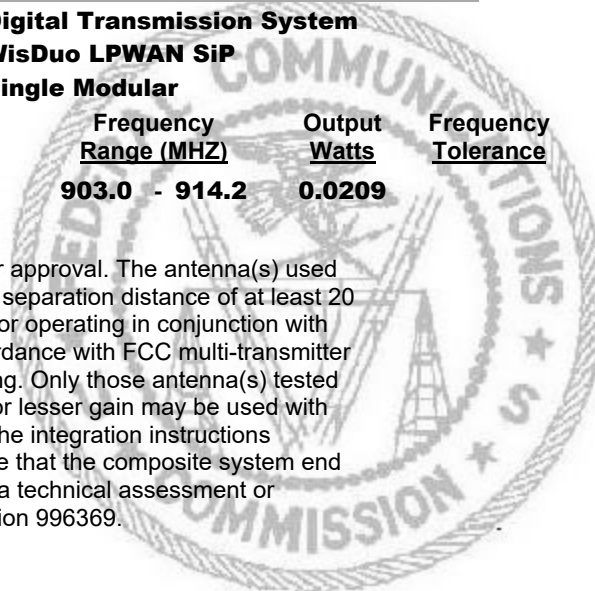 Digital Transmission System
WisDuo LPWAN SiP
Single Modular
Frequency Output Frequency
Range (MHZ) Watts Tolerance
903.0 - 914.2 0.0209
r approval. The antenna(s) used
separation distance of at least 20
or operating in conjunction with
rdance with FCC multi-transmitter
ng. Only those antenna(s) tested
or lesser gain may be used with
he integration instructions
e that the composite system end
a technical assessment or
ion 996369.
FEDERAL COMMUNICATIONS COMMISSION
U S